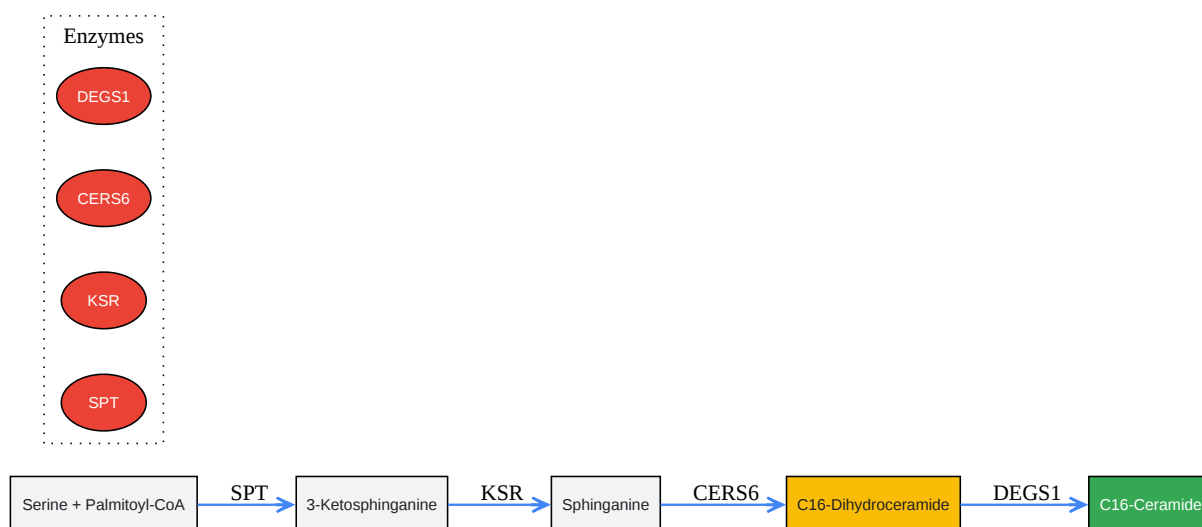 Enzymes
DEGS1
CERS6
KSR
SPT
Serine + Palmitoyl-CoA
SPT
3-Ketosphinganine
KSR
Sphinganine
CERS6
C16-Dihydroceramide
DEGS1
C16-Ceramide